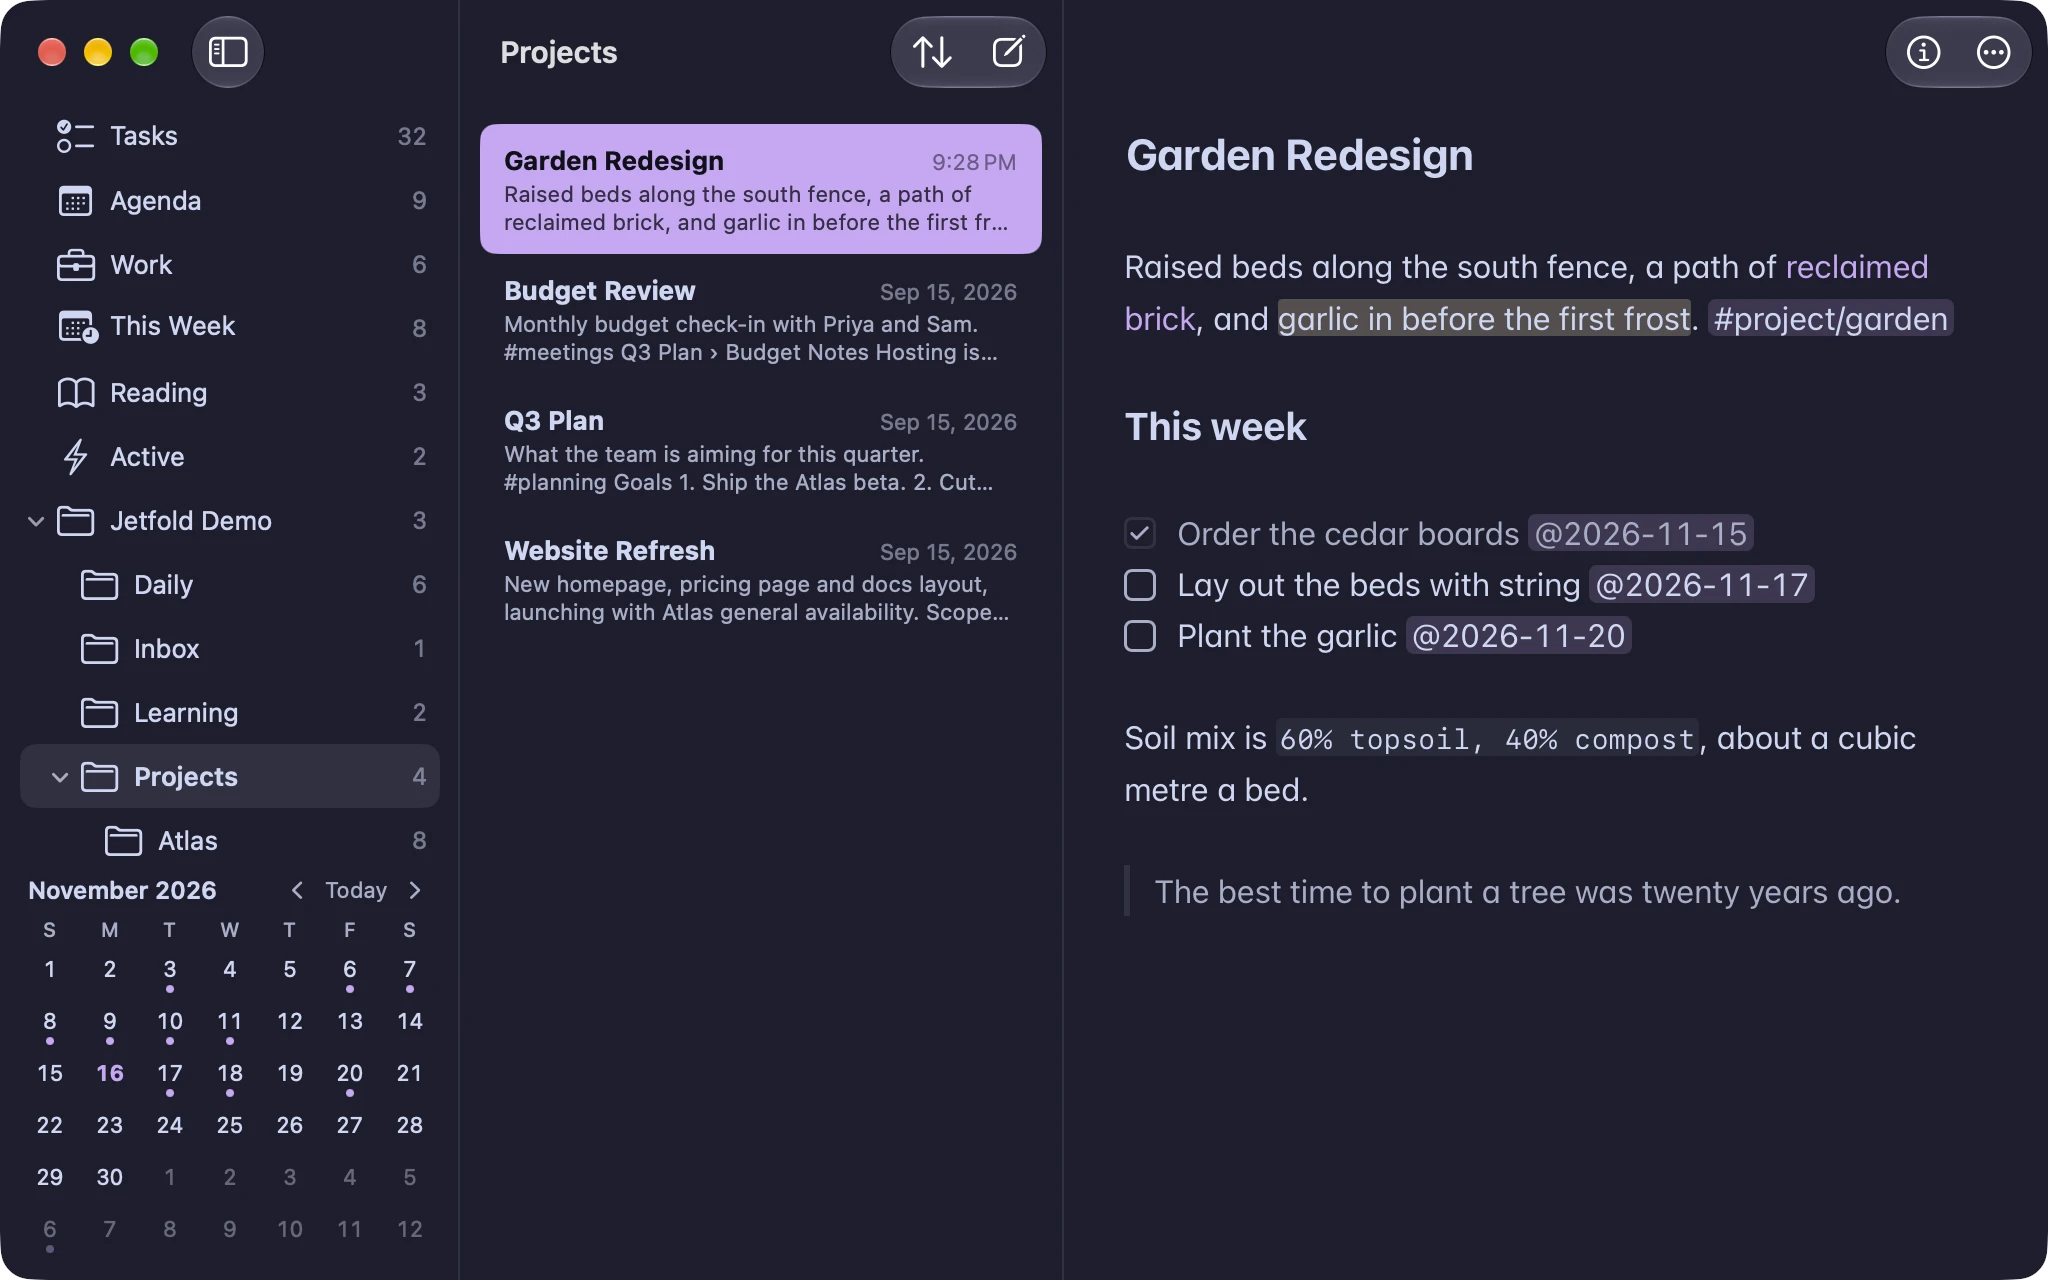 Tasks 32
Agenda 9
Work 6
This Week 8
Reading 3
Active 2
Jetfold Demo 3
Daily 6
Inbox 1
Learning 2
Projects 4
Atlas 8
November 2026 Today
S M T W T F S
1 2 3 4 5 6 7
8 9 10 11 12 13 14
15 16 17 18 19 20 21
22 23 24 25 26 27 28
29 30 1 2 3 4 5
6 7 8 9 10 11 12
Projects
Garden Redesign 9:28 PM
Raised beds along the south fence, a path of
reclaimed brick, and garlic in before the first fr...
Budget Review Sep 15, 2026
Monthly budget check-in with Priya and Sam.
#meetings Q3 Plan › Budget Notes Hosting is...
Q3 Plan Sep 15, 2026
What the team is aiming for this quarter.
#planning Goals 1. Ship the Atlas beta. 2. Cut...
Website Refresh Sep 15, 2026
New homepage, pricing page and docs layout,
launching with Atlas general availability. Scope...
Garden Redesign
Raised beds along the south fence, a path of reclaimed
brick, and garlic in before the first frost. #project/garden
This week
Order the cedar boards @2026-11-15
Lay out the beds with string @2026-11-17
Plant the garlic @2026-11-20
Soil mix is 60% topsoil, 40% compost, about a cubic
metre a bed.
The best time to plant a tree was twenty years ago.